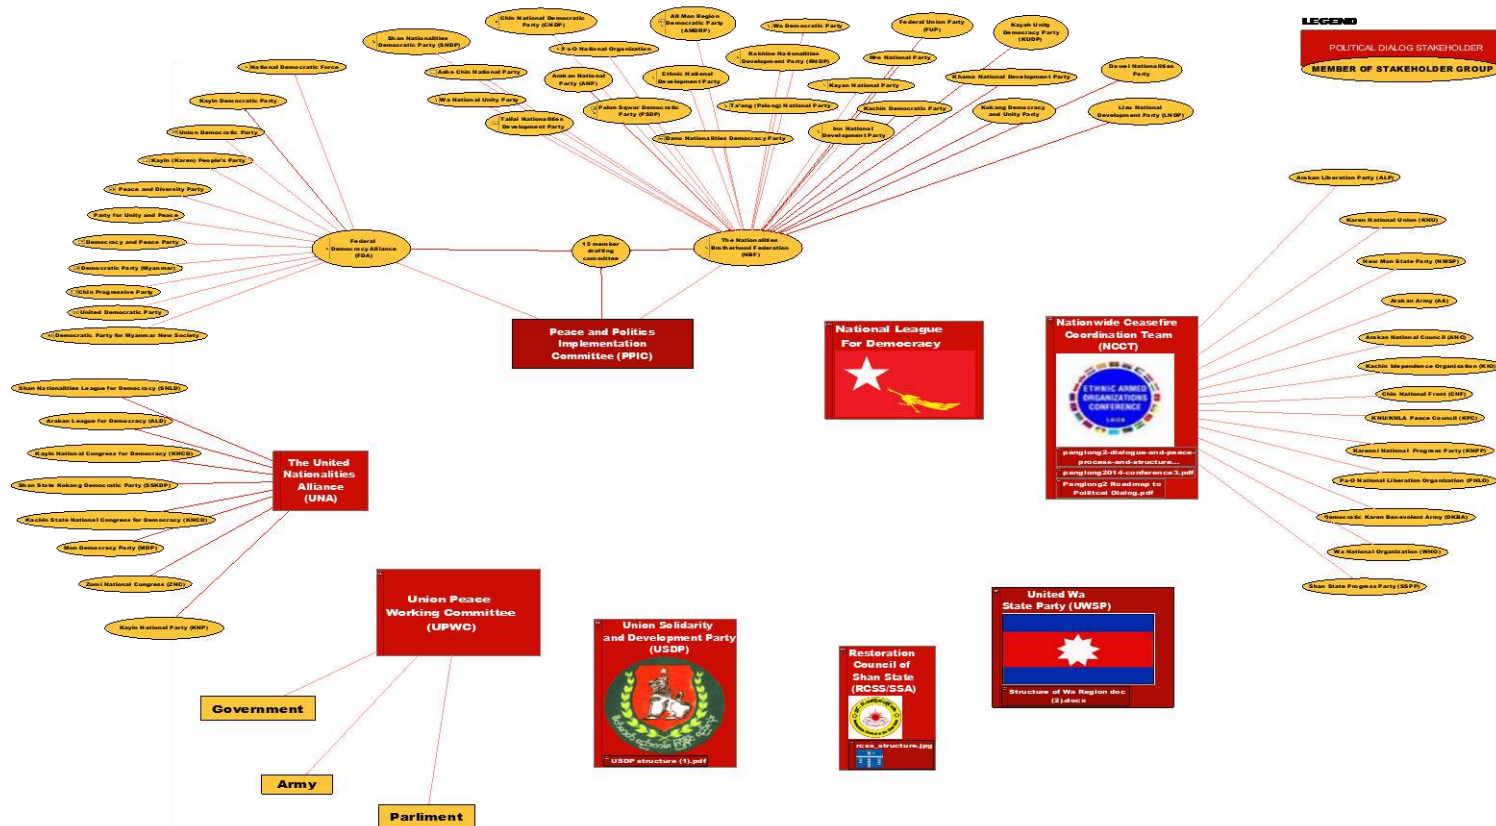 LEGEND
POLITICAL DIALOG STAKEHOLDER
MEMBER OF STAKEHOLDER GROUP
Chin National Democratic
Party (CNDP)
All Mon Region
Democratic Party
(AMDRP)
Wa Democratic Party
Federal Union Party
(FUP)
Kayah Unity
Democracy Party
(KUDP)
Shan Nationalities
Democratic Party (SNDP)
National Organization
Rakhine Nationalities
Development Party (RNDP)
Mro National Party
Dawei Nationalities
Party
National Democratic Force
Asho Chin National Party
Arakan National
Party (ANP)
Ethnic National
Development Party
Kayan National Party
Khamo National Development Party
Kayin Democratic Party
Wa National Unity Party
Tailai Nationalities
Development Party
Palon Sqwor Democratic
Party (PSDP)
Ta'ang (Palong) National Party
Kachin Democratic Party
Kokang Democracy
and Unity Party
Lisu National
Development Party (LNDP)
Union Democratic Party
Danu Nationalities Democracy Party
Inn National
Development Party
Kayin (Karen) People's Party
Peace and Diversity Party
Party for Unity and Peace
Democracy and Peace Party
Democratic Party (Myanmar)
Chin Progressive Party
United Democratic Party
Democratic Party for Myanmar New Society
Federal
Democracy Alliance
(FDA)
15 member
drafting
committee
The Nationalities
Brotherhood Federation
(NBF)
Peace and Politics
Implementation
Committee (PPIC)
National League
For Democracy
Nationwide Ceasefire
Coordination Team
(NCCT)
ETHNIC ARMED
ORGANIZATIONS
CONFERENCE
LAIZA
panglong2-dialogue-and-peace-
process-and-structure...
panglong2014-conference3.pdf
Panglong2 Roadmap to
Politcal Dialog.pdf
Arakan Liberation Party (ALP)
Karen National Union (KNU)
New Mon State Party (NMSP)
Arakan Army (AA)
Arakan National Council (ANC)
Kachin Idependence Organization (KIO)
Chin National Front (CNF)
KNU/KNLA Peace Council (KPC)
Karenni National Progress Party (KNPP)
Pa-O National Liberation Organization (PNLO)
Democratic Karen Benevolent Army (DKBA)
Wa National Organization (WNO)
Shan State Progress Party (SSPP)
Shan Nationalities League for Democracy (SNLD)
Arakan League for Democracy (ALD)
Kayin National Congress for Democracy (KNCD)
Shan State Kokang Democratic Party (SSKDP)
Kachin State National Congress for Democracy (KNCD)
Mon Democracy Party (MDP)
Zomi National Congress (ZNC)
Kayin National Party (KNP)
The United
Nationalities
Alliance
(UNA)
Union Peace
Working Committee
(UPWC)
Government
Army
Parliment
Union Solidarity
and Development Party
(USDP)
USDP structure (1).pdf
Restoration
Council of
Shan State
(RCSS/SSA)
rcss_structure.jpg
United Wa
State Party (UWSP)
Structure of Wa Region doc
(2).docx